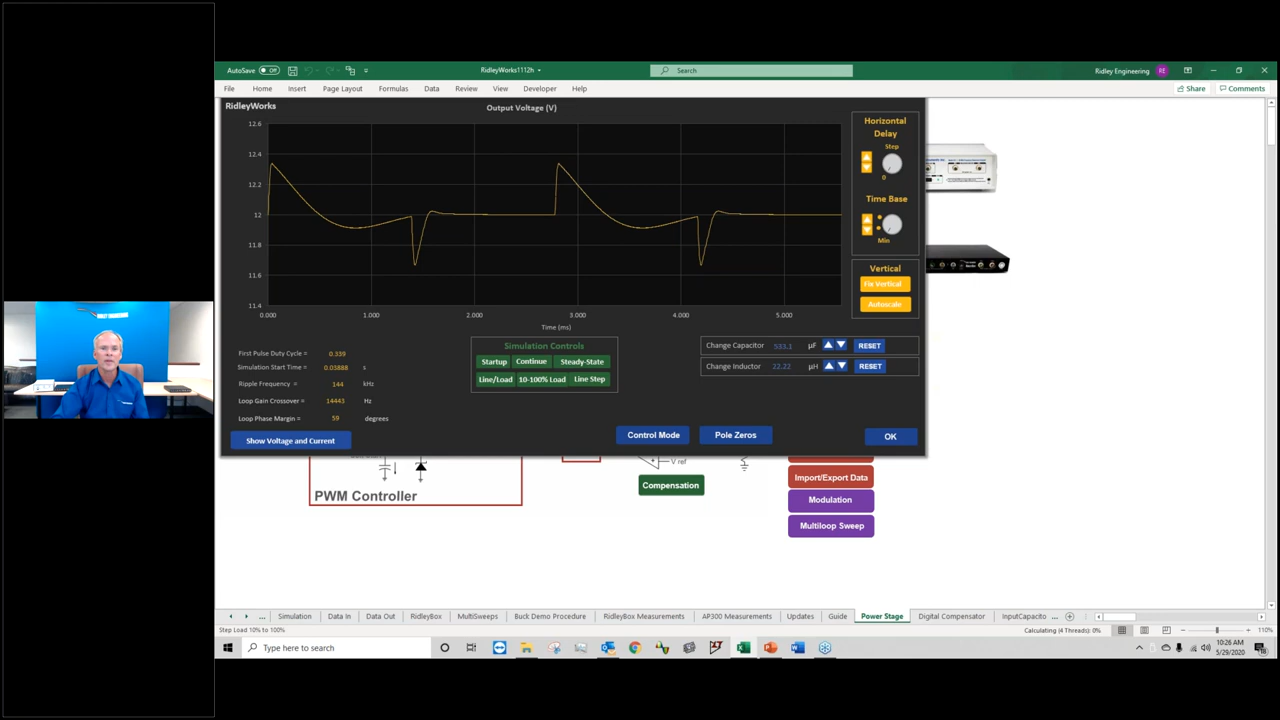 AutoSave Off
RidleyWorks1112h
Search
Ridley Engineering
RE
File Home Insert Page Layout Formulas Data Review View Developer Help
Share Comments
RidleyWorks
Output Voltage (V)
12.6
12.4
12.2
12
11.8
11.6
11.4
0.000 1.000 2.000 3.000 4.000 5.000
Time (ms)
Horizontal
Delay
Step
0
Time Base
Min
Vertical
Fix Vertical
Autoscale
First Pulse Duty Cycle = 0.339
Simulation Start Time = 0.03888 s
Ripple Frequency = 144 kHz
Loop Gain Crossover = 14443 Hz
Loop Phase Margin = 59 degrees
Show Voltage and Current
Simulation Controls
Startup Continue Steady-State
Line/Load 10-100% Load Line Step
Change Capacitor 533.1 µF RESET
Change Inductor 22.22 µH RESET
Control Mode Pole Zeros OK
V ref
PWM Controller
Compensation
Import/Export Data
Modulation
Multiloop Sweep
... Simulation Data In Data Out RidleyBox MultiSweeps Buck Demo Procedure RidleyBox Measurements AP300 Measurements Updates Guide Power Stage Digital Compensator InputCapacito ...
Step Load 10% to 100%
Calculating (4 Threads): 0%
110%
Type here to search
10:26 AM
5/29/2020